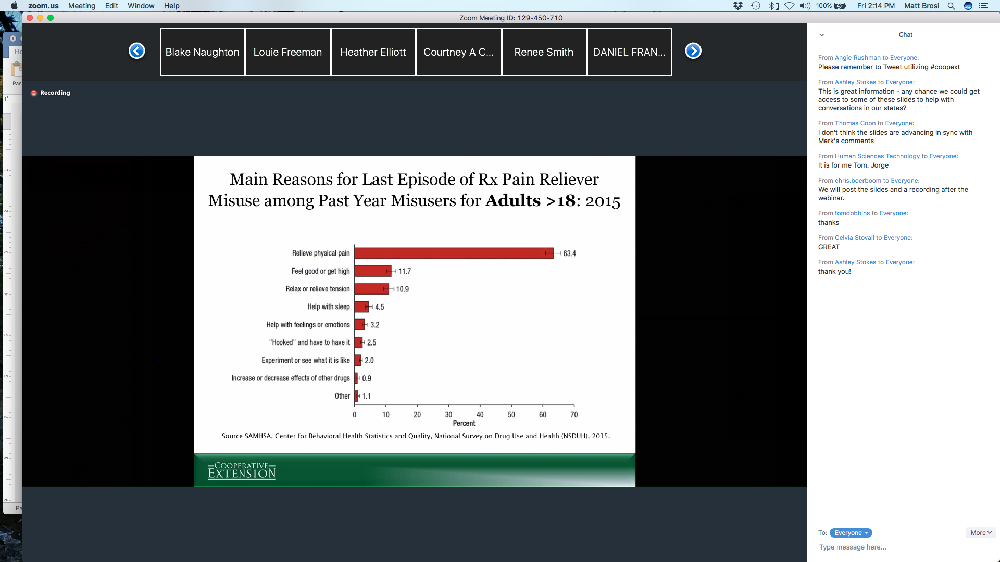 zoom.us Meeting Edit Window Help
100% Fri 2:14 PM Matt Brosi
Zoom Meeting ID: 129-450-710
Blake Naughton
Louie Freeman
Heather Elliott
Courtney A C...
Renee Smith
DANIEL FRAN...
Recording
Main Reasons for Last Episode of Rx Pain Reliever
Misuse among Past Year Misusers for Adults >18: 2015
Relieve physical pain 63.4
Feel good or get high 11.7
Relax or relieve tension 10.9
Help with sleep 4.5
Help with feelings or emotions 3.2
"Hooked" and have to have it 2.5
Experiment or see what it is like 2.0
Increase or decrease effects of other drugs 0.9
Other 1.1
0 10 20 30 40 50 60 70
Percent
Source SAMHSA, Center for Behavioral Health Statistics and Quality, National Survey on Drug Use and Health (NSDUH), 2015.
COOPERATIVE
EXTENSION
Chat
From Angie Rushman to Everyone:
Please remember to Tweet utilizing #coopext
From Ashley Stokes to Everyone:
This is great information - any chance we could get
access to some of these slides to help with
conversations in our states?
From Thomas Coon to Everyone:
I don't think the slides are advancing in sync with
Mark's comments
From Human Sciences Technology to Everyone:
It is for me Tom. Jorge
From chris.boerboom to Everyone:
We will post the slides and a recording after the
webinar.
From tomdobbins to Everyone:
thanks
From Celvia Stovall to Everyone:
GREAT
From Ashley Stokes to Everyone:
thank you!
To: Everyone
More
Type message here...
Ho
Pas
1
2
3
4
5
6
7
8
9
Pa